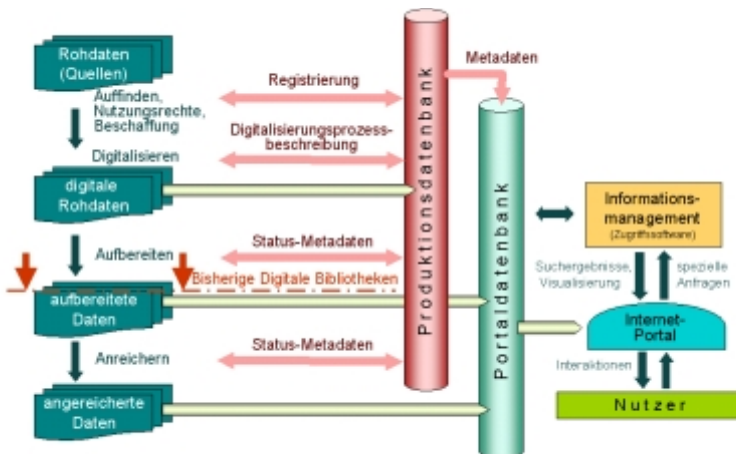 Rohdaten
(Quellen)
Auffinden,
Nutzungsrechte,
Beschaffung
Digitalisieren
digitale
Rohdaten
Aufbereiten
aufbereitete
Daten
Anreichern
angereicherte
Daten
Registrierung
Digitalisierungsprozess-
beschreibung
Status-Metadaten
Bisherige Digitale Bibliotheken
Status-Metadaten
Produktionsdatenbank
Metadaten
Portaldatenbank
Informations-
management
(Zugriffssoftware)
Suchergebnisse,
Visualisierung
spezielle
Anfragen
Internet-
Portal
Interaktionen
Nutzer